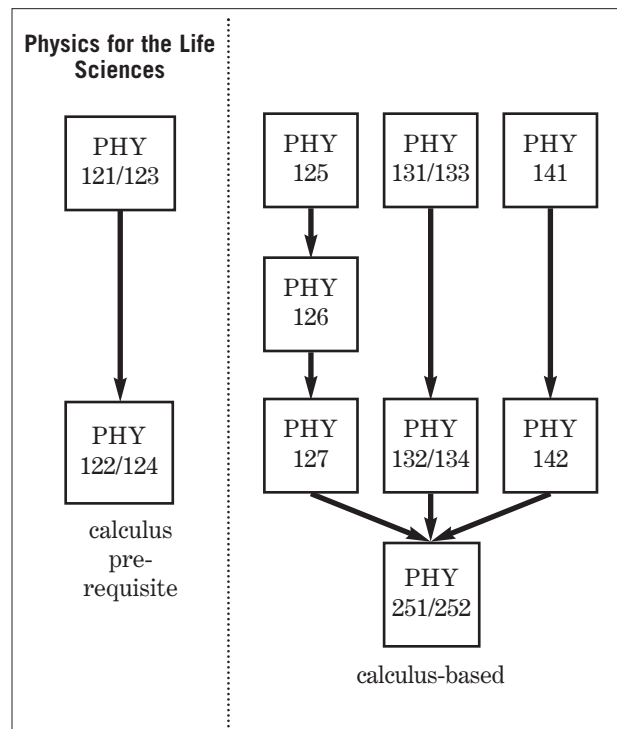 Physics for the Life
Sciences
PHY
121/123
PHY
122/124
calculus
pre-
requisite
PHY
125
PHY
131/133
PHY
141
PHY
126
PHY
127
PHY
132/134
PHY
142
PHY
251/252
calculus-based